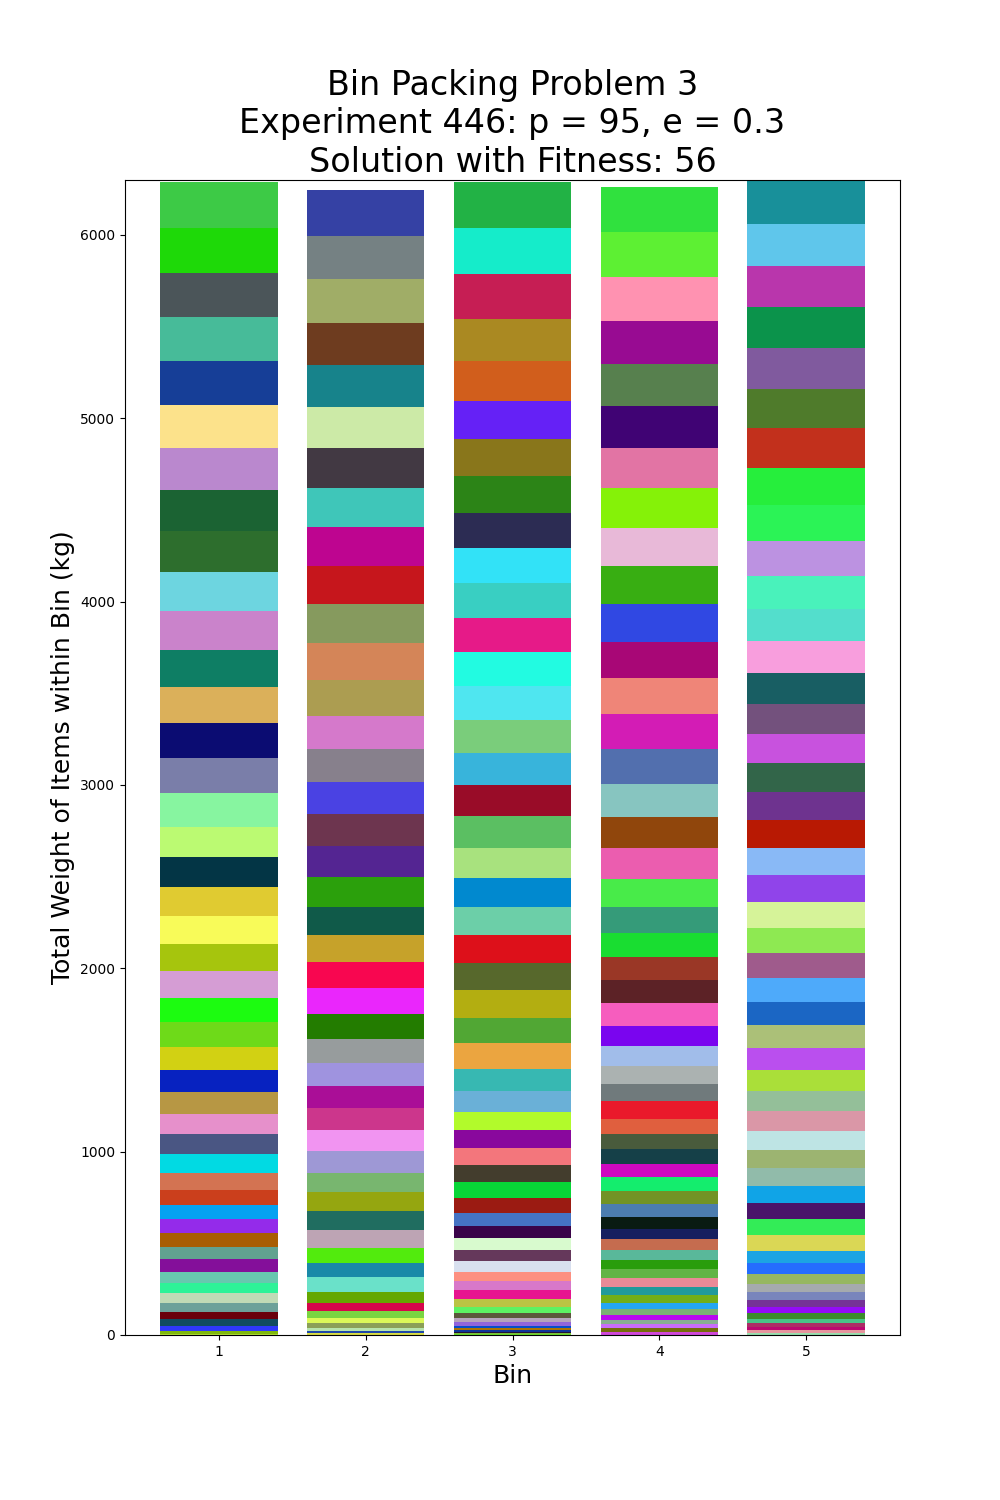 Bin Packing Problem 3
Experiment 446: p = 95, e = 0.3
Solution with Fitness: 56
Total Weight of Items within Bin (kg)
6000
5000
4000
3000
2000
1000
0
1 2 3 4 5
Bin